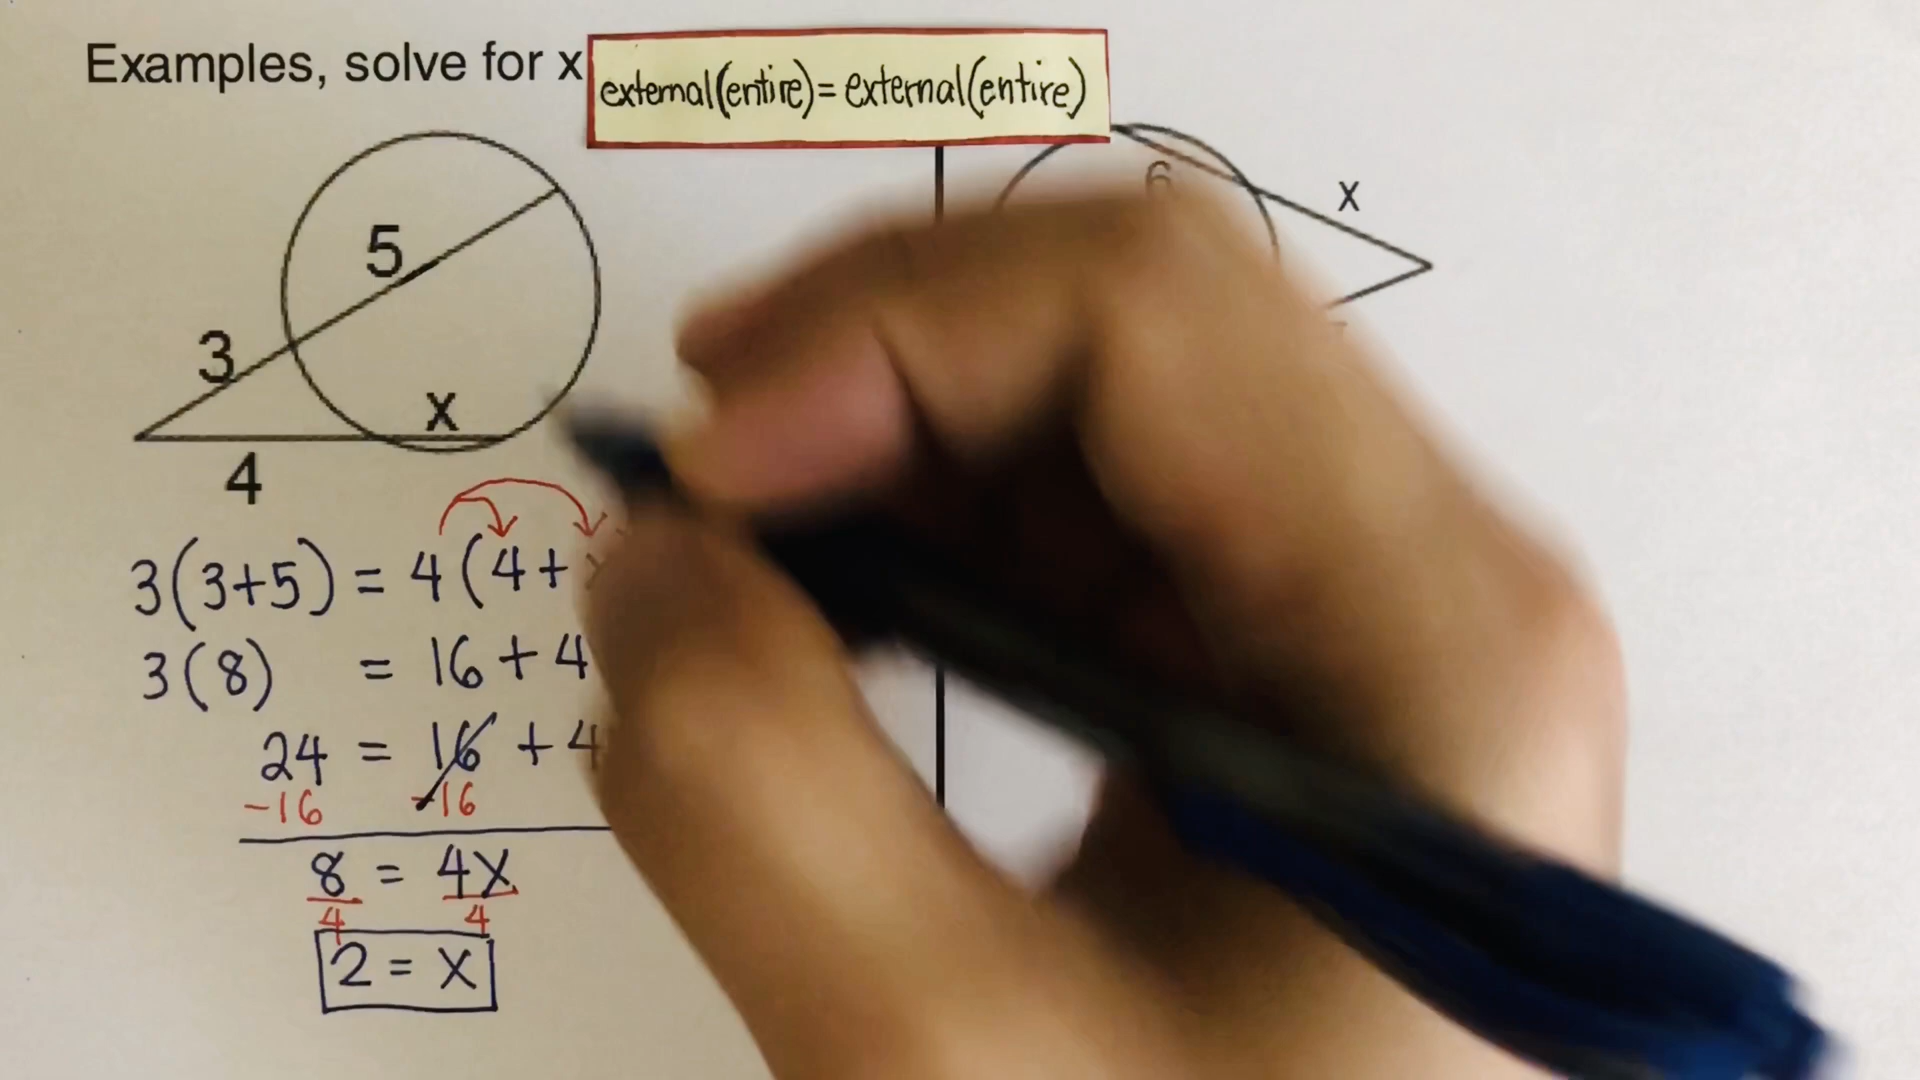 Examples, solve for x
external(entire) = external(entire)
6
x
5
3
x
4
3(3+5) = 4(4+
3(8) = 16 + 4
24 = 16 + 4
-16 -16
8 = 4x
4 4
2 = x